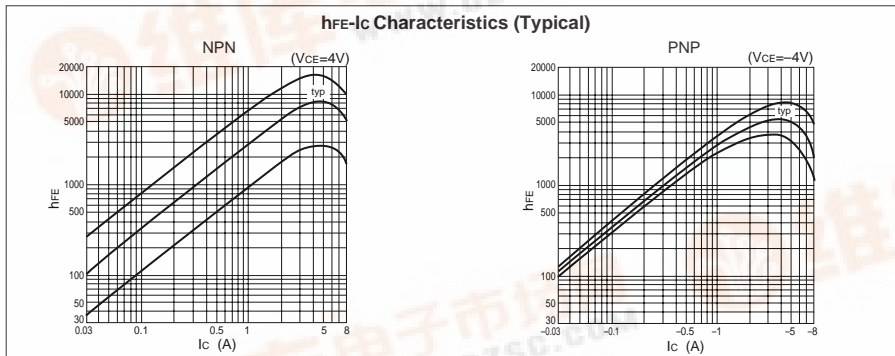 hFE-IC Characteristics (Typical)
NPN
(VCE=4V)
20000
10000
5000
1000
500
100
50
30
hFE
typ
0.03
0.1
0.5
1
5
8
IC (A)
PNP
(VCE=–4V)
20000
10000
5000
1000
500
100
50
30
hFE
typ
–0.03
–0.1
–0.5
–1
–5
–8
IC (A)